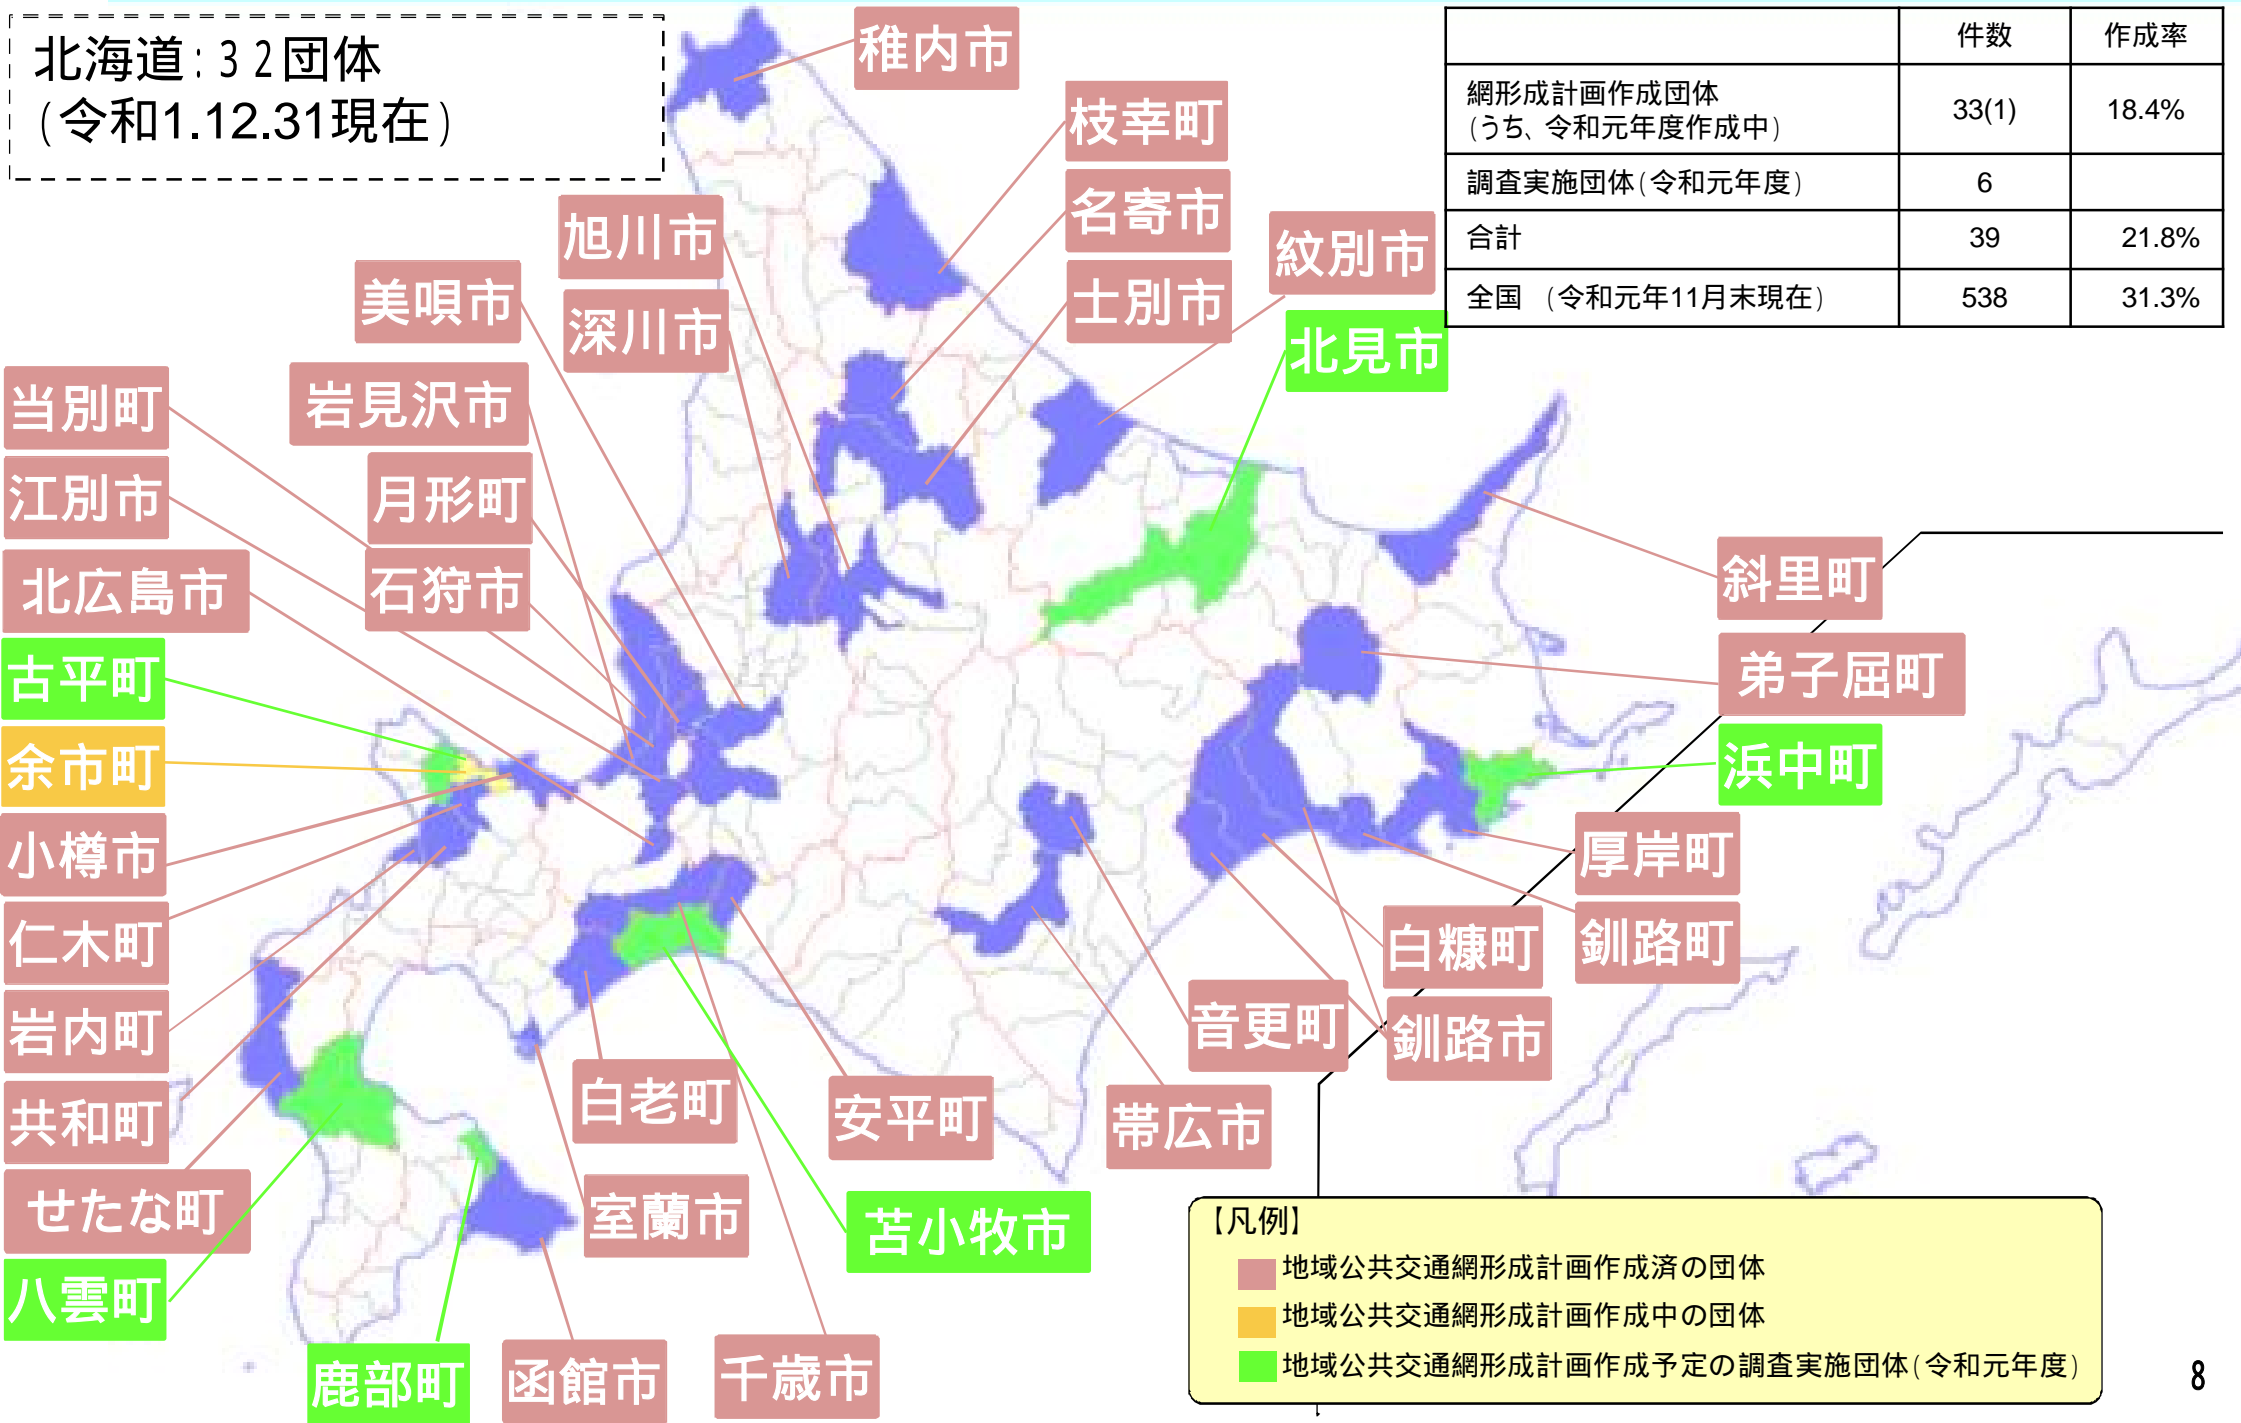 北海道:32団体
(令和1.12.31現在)
件数 作成率
網形成計画作成団体
(うち、令和元年度作成中) 33(1) 18.4%
調査実施団体(令和元年度) 6
合計 39 21.8%
全国 (令和元年11月末現在) 538 31.3%
稚内市
枝幸町
名寄市
士別市
紋別市
北見市
旭川市
深川市
美唄市
岩見沢市
月形町
石狩市
当別町
江別市
北広島市
古平町
余市町
小樽市
仁木町
岩内町
共和町
せたな町
八雲町
鹿部町
函館市
室蘭市
白老町
千歳市
苫小牧市
安平町
帯広市
音更町
釧路市
白糠町
釧路町
厚岸町
浜中町
弟子屈町
斜里町
【凡例】
地域公共交通網形成計画作成済の団体
地域公共交通網形成計画作成中の団体
地域公共交通網形成計画作成予定の調査実施団体(令和元年度)
8